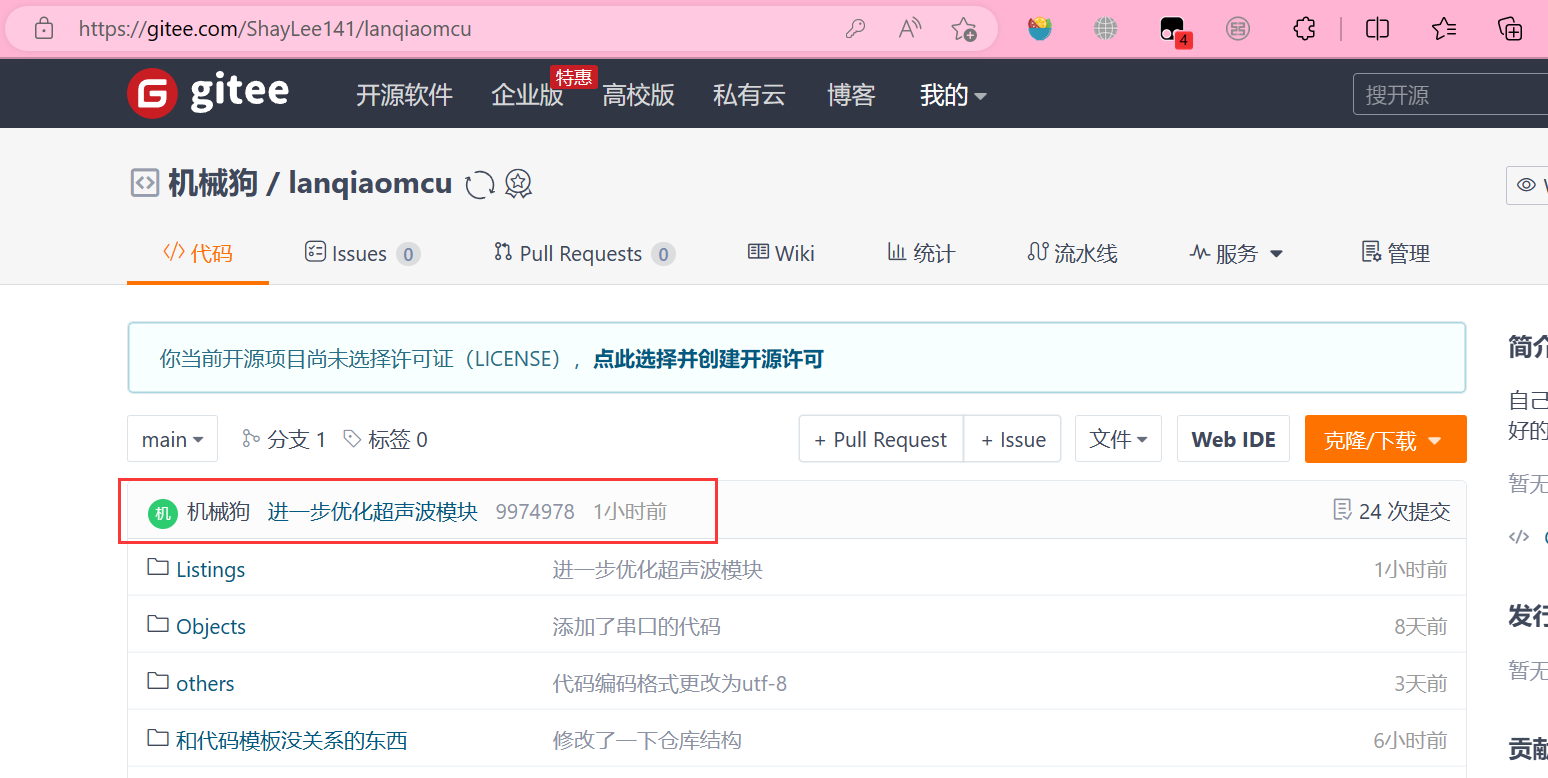 https://gitee.com/ShayLee141/lanqiaomcu
4
gitee 开源软件 企业版 特惠 高校版 私有云 博客 我的 搜开源
机械狗 / lanqiaomcu
代码 Issues 0 Pull Requests 0 Wiki 统计 流水线 服务 管理
你当前开源项目尚未选择许可证（LICENSE），点此选择并创建开源许可
简介
自己
好的
main 分支 1 标签 0 + Pull Request + Issue 文件 Web IDE 克隆/下载
暂无
机 机械狗 进一步优化超声波模块 9974978 1小时前 24 次提交
Listings 进一步优化超声波模块 1小时前
Objects 添加了串口的代码 8天前
发行
others 代码编码格式更改为utf-8 3天前
暂无
和代码模板没关系的东西 修改了一下仓库结构 6小时前
贡献